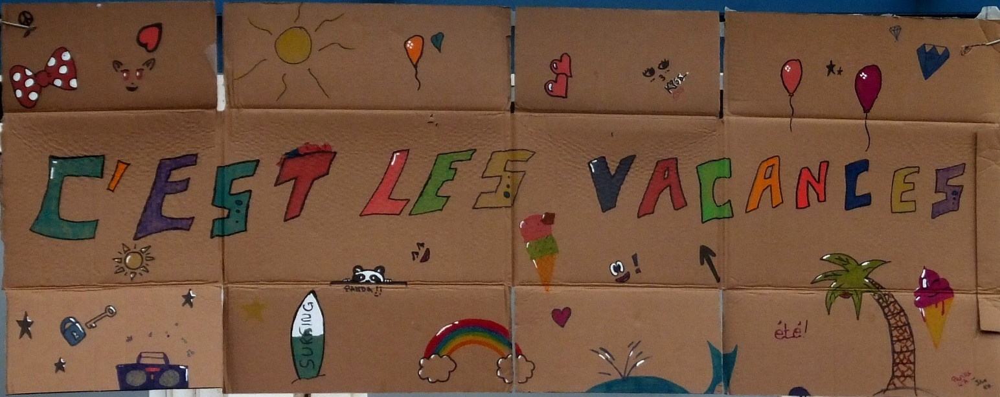 C'EST LES VACANCES
PANDA !!
SURFING
été!